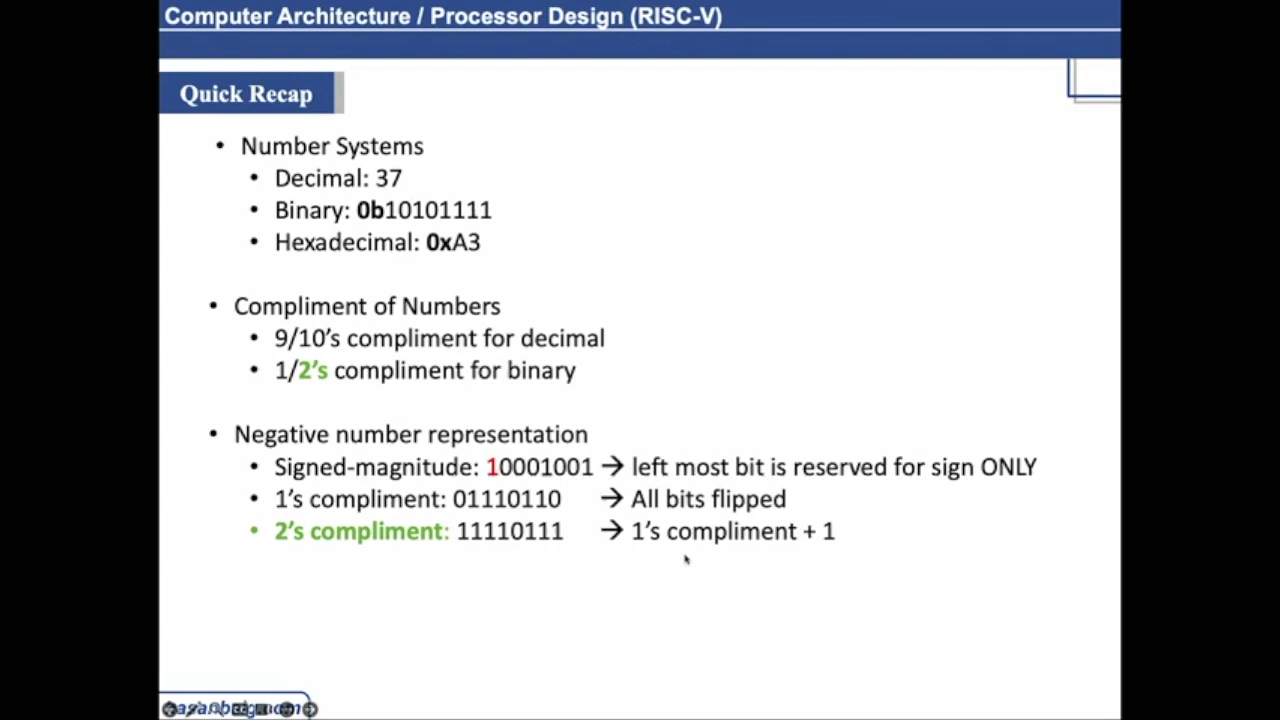 Computer Architecture / Processor Design (RISC-V)
Quick Recap
• Number Systems
• Decimal: 37
• Binary: 0b10101111
• Hexadecimal: 0xA3
• Compliment of Numbers
• 9/10’s compliment for decimal
• 1/2’s compliment for binary
• Negative number representation
• Signed-magnitude: 10001001 → left most bit is reserved for sign ONLY
• 1’s compliment: 01110110 → All bits flipped
• 2’s compliment: 11110111 → 1’s compliment + 1